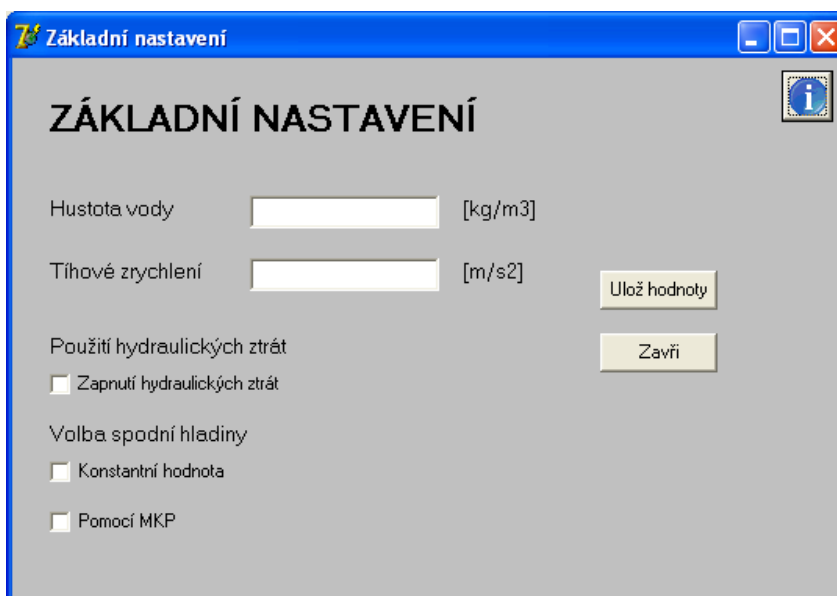 Základní nastavení
ZÁKLADNÍ NASTAVENÍ
Hustota vody [kg/m3]
Tíhové zrychlení [m/s2]
Ulož hodnoty
Použití hydraulických ztrát
Zavři
Zapnutí hydraulických ztrát
Volba spodní hladiny
Konstantní hodnota
Pomocí MKP